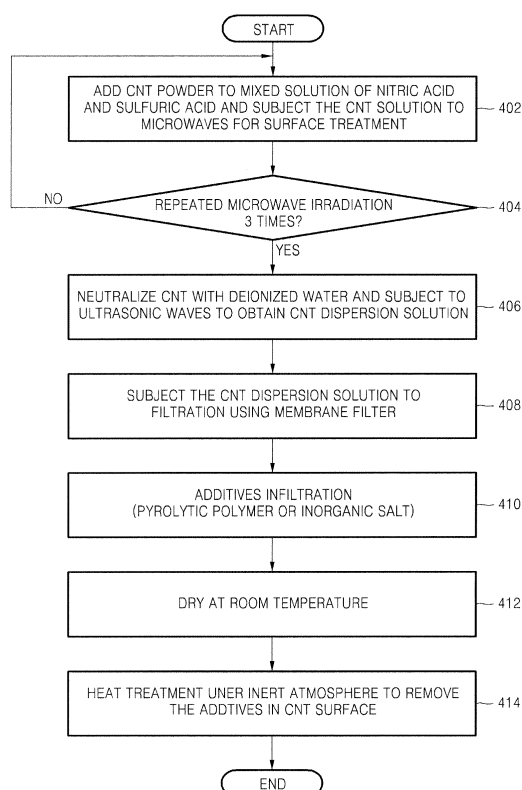 START
ADD CNT POWDER TO MIXED SOLUTION OF NITRIC ACID
AND SULFURIC ACID AND SUBJECT THE CNT SOLUTION TO
MICROWAVES FOR SURFACE TREATMENT
402
REPEATED MICROWAVE IRRADIATION
3 TIMES?
404
NO
YES
NEUTRALIZE CNT WITH DEIONIZED WATER AND SUBJECT TO
ULTRASONIC WAVES TO OBTAIN CNT DISPERSION SOLUTION
406
SUBJECT THE CNT DISPERSION SOLUTION TO
FILTRATION USING MEMBRANE FILTER
408
ADDITIVES INFILTRATION
(PYROLYTIC POLYMER OR INORGANIC SALT)
410
DRY AT ROOM TEMPERATURE
412
HEAT TREATMENT UNER INERT ATMOSPHERE TO REMOVE
THE ADDTIVES IN CNT SURFACE
414
END